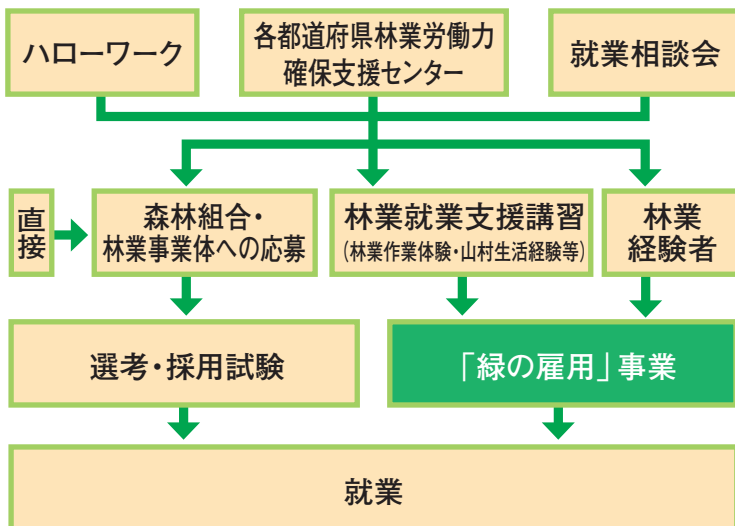 ハローワーク
各都道府県林業労働力
確保支援センター
就業相談会
直接
森林組合・
林業事業体への応募
林業就業支援講習
(林業作業体験・山村生活経験等)
林業
経験者
選考・採用試験
「緑の雇用」事業
就業